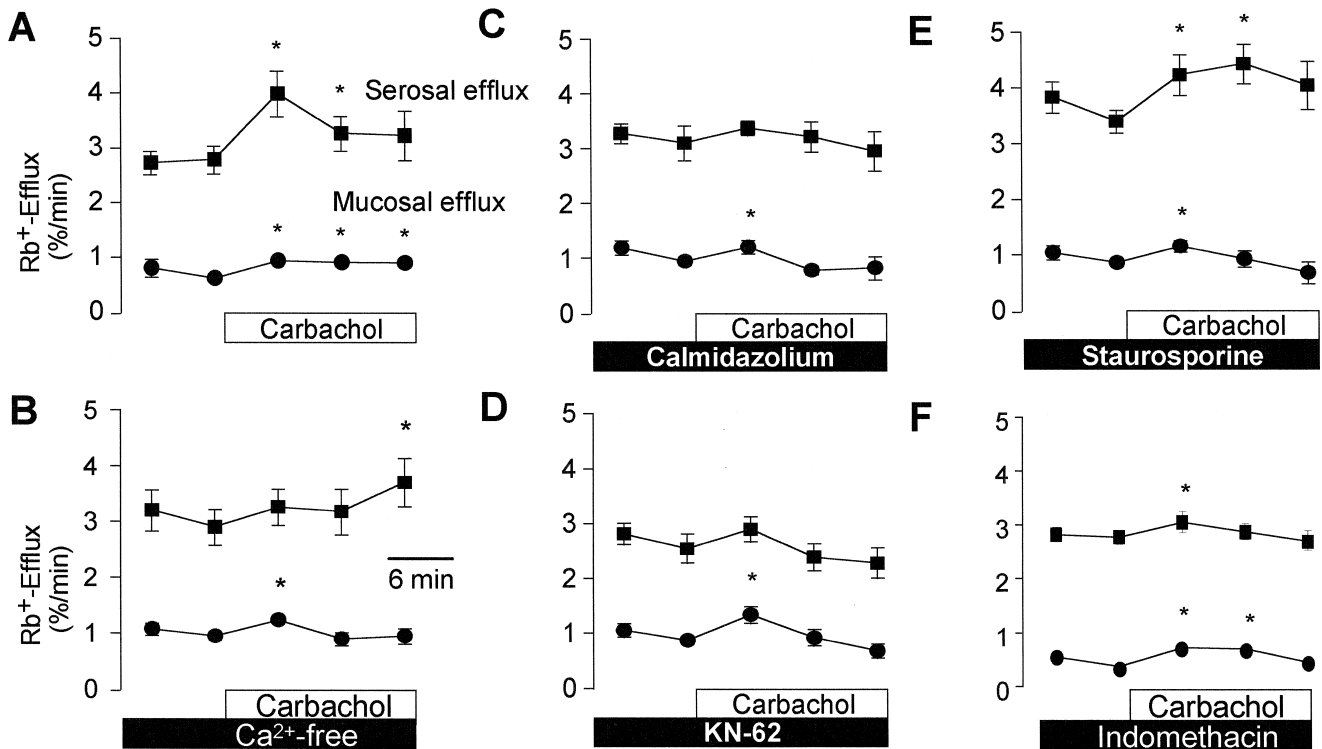 A
5
4
3
2
1
0
Rb+-Efflux
(%/min)
*
* Serosal efflux
Mucosal efflux
* * *
Carbachol
B
5
4
3
2
1
0
Rb+-Efflux
(%/min)
*
6 min
*
Carbachol
Ca2+-free
C
5
4
3
2
1
0
*
Carbachol
Calmidazolium
D
5
4
3
2
1
0
*
Carbachol
KN-62
E
5
4
3
2
1
0
* *
*
Carbachol
Staurosporine
F
5
4
3
2
1
0
*
* *
Carbachol
Indomethacin